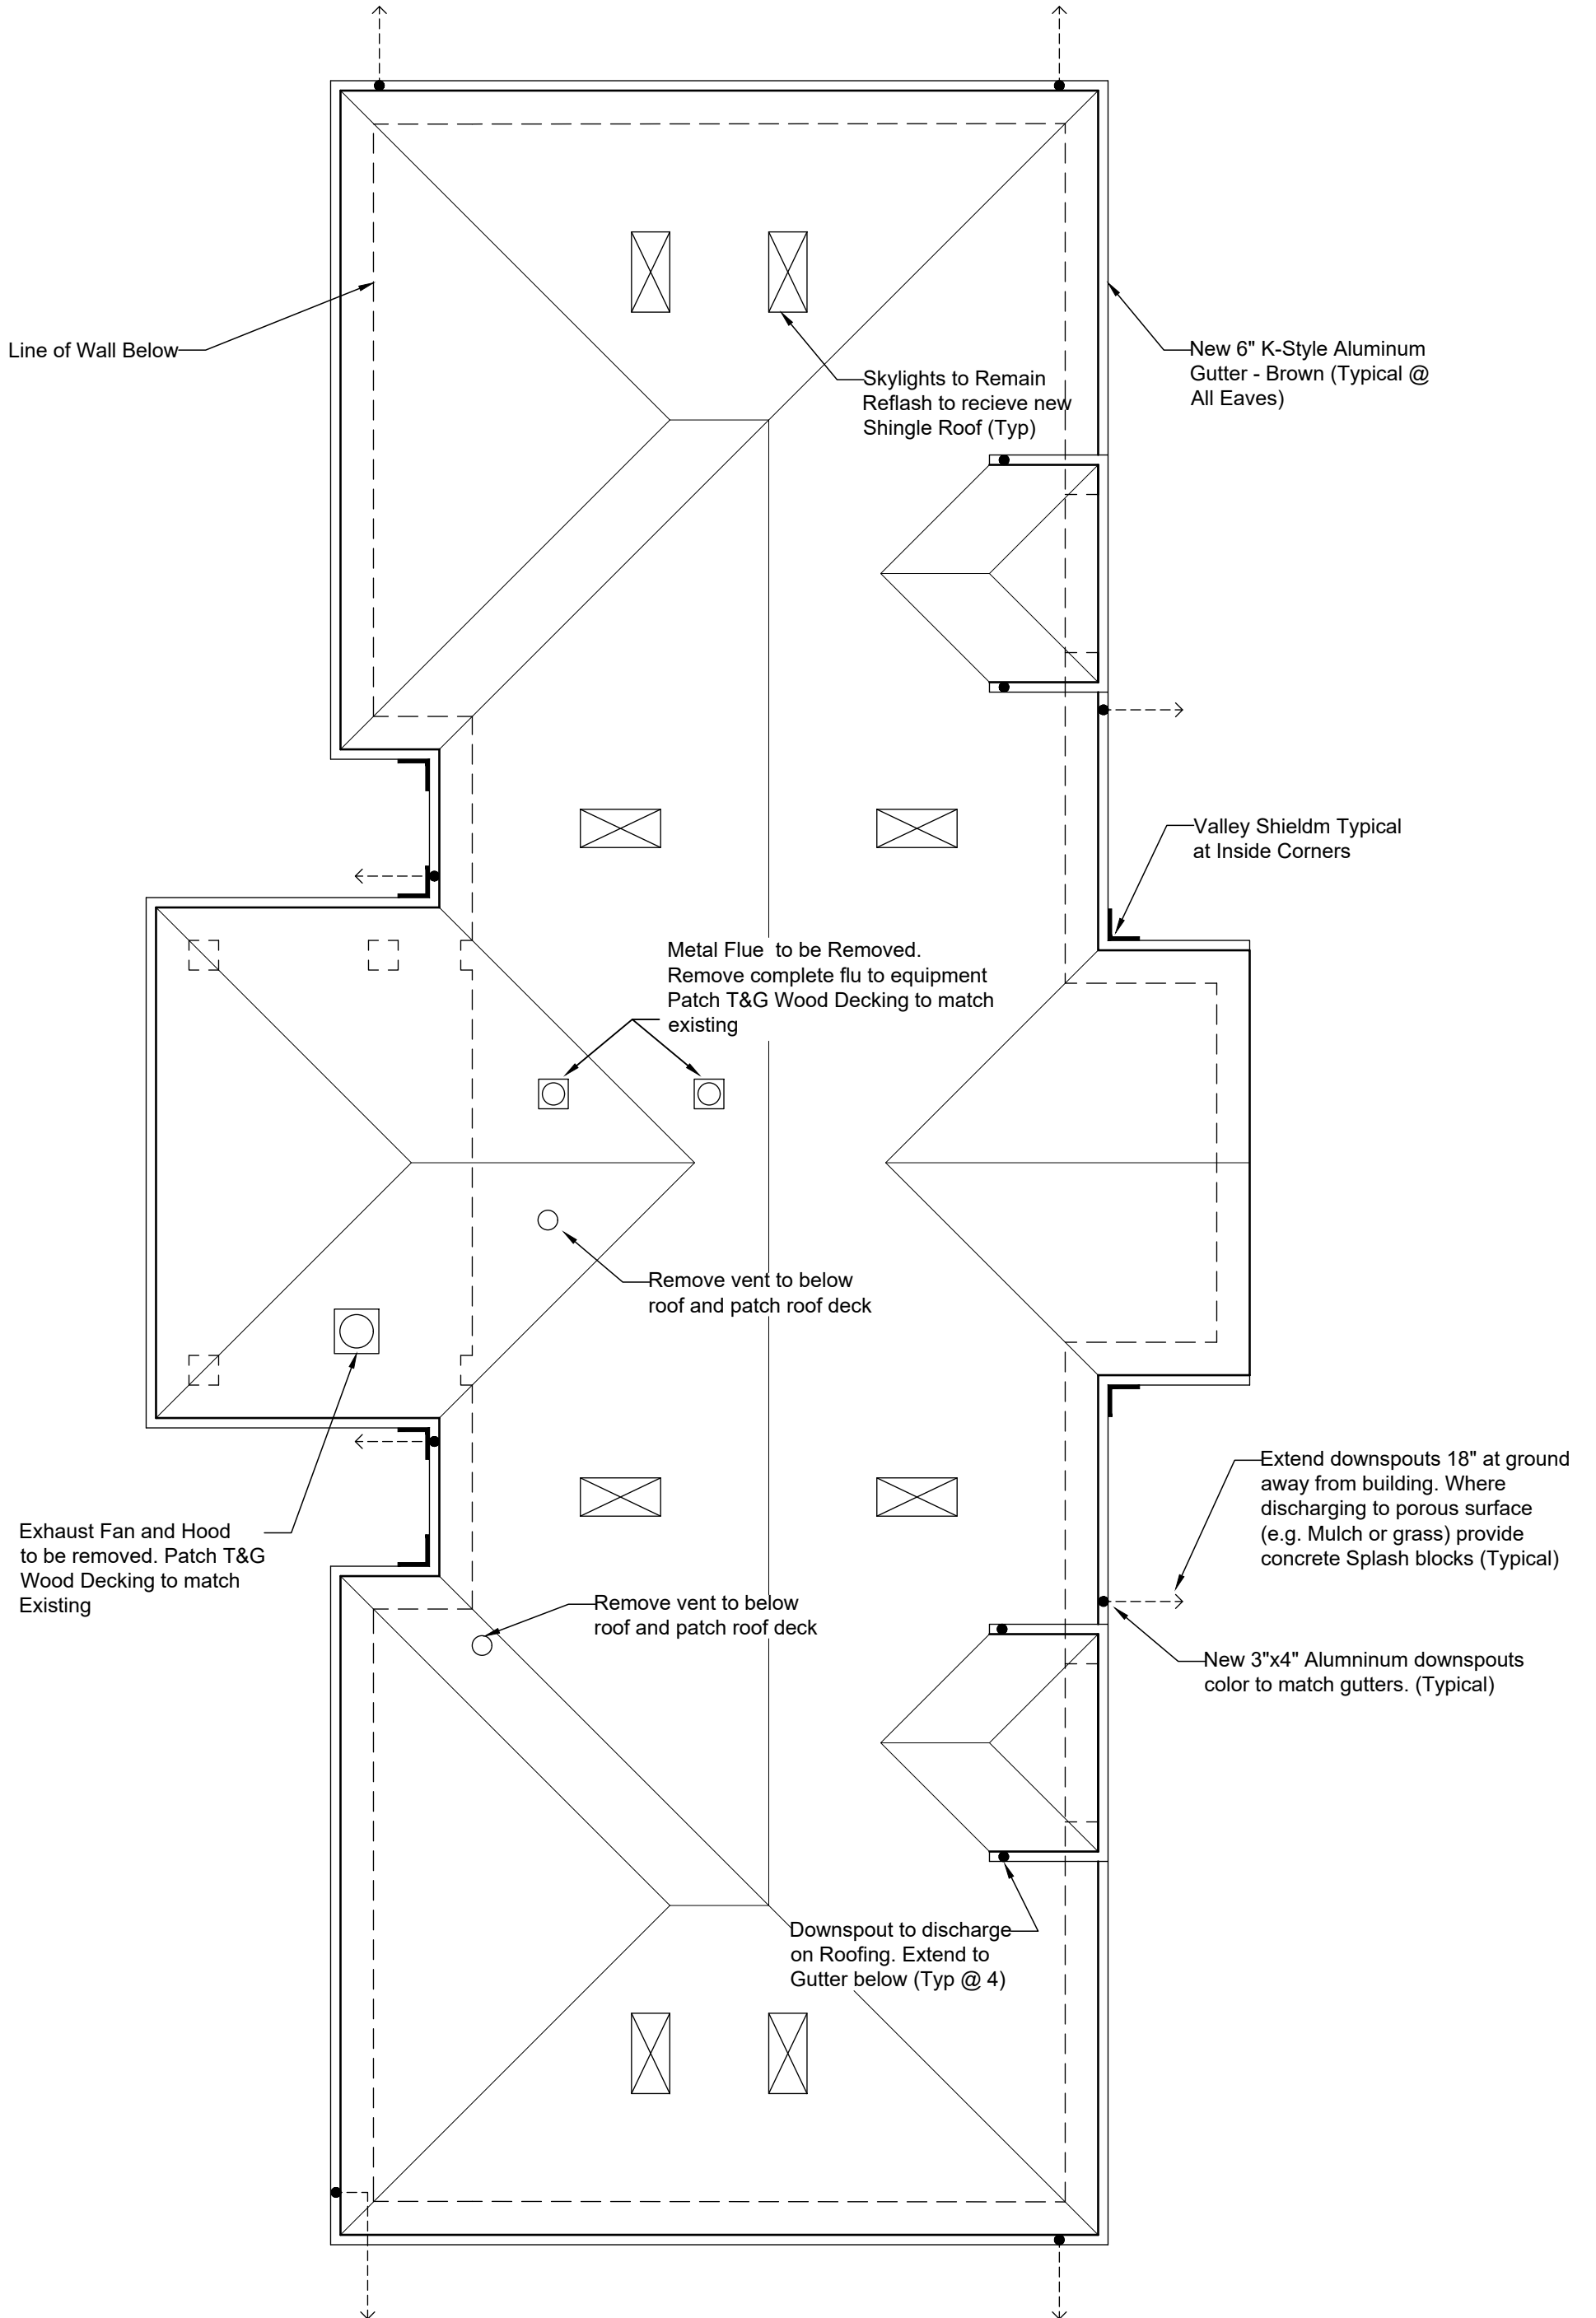 Line of Wall Below
New 6" K-Style Aluminum
Gutter - Brown (Typical @
All Eaves)
Skylights to Remain
Reflash to recieve new
Shingle Roof (Typ)
Valley Shieldm Typical
at Inside Corners
Metal Flue to be Removed.
Remove complete flu to equipment
Patch T&G Wood Decking to match
existing
Remove vent to below
roof and patch roof deck
Extend downspouts 18" at ground
away from building. Where
discharging to porous surface
(e.g. Mulch or grass) provide
concrete Splash blocks (Typical)
Exhaust Fan and Hood
to be removed. Patch T&G
Wood Decking to match
Existing
Remove vent to below
roof and patch roof deck
New 3"x4" Alumninum downspouts
color to match gutters. (Typical)
Downspout to discharge
on Roofing. Extend to
Gutter below (Typ @ 4)